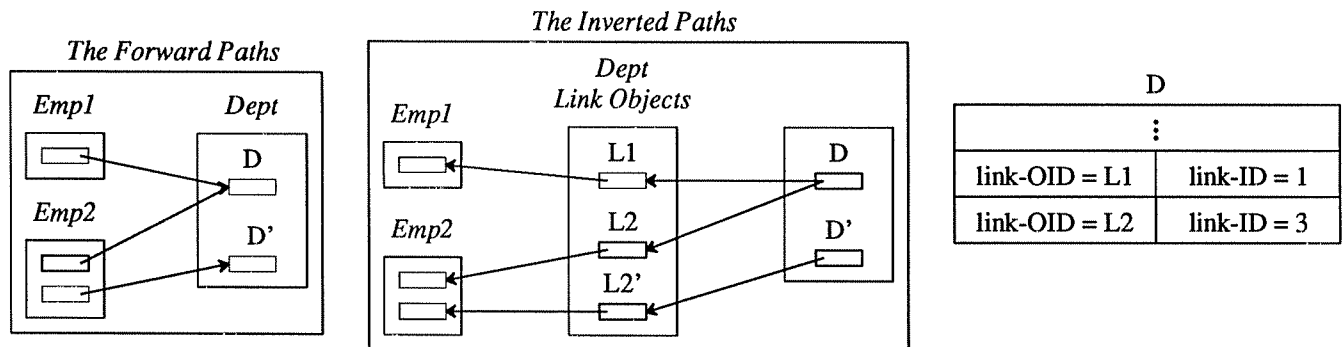 The Forward Paths
Emp1
Dept
D
Emp2
D’
The Inverted Paths
Dept
Link Objects
Emp1
L1
D
Emp2
L2
D’
L2’
D
⋮
link-OID = L1 link-ID = 1
link-OID = L2 link-ID = 3